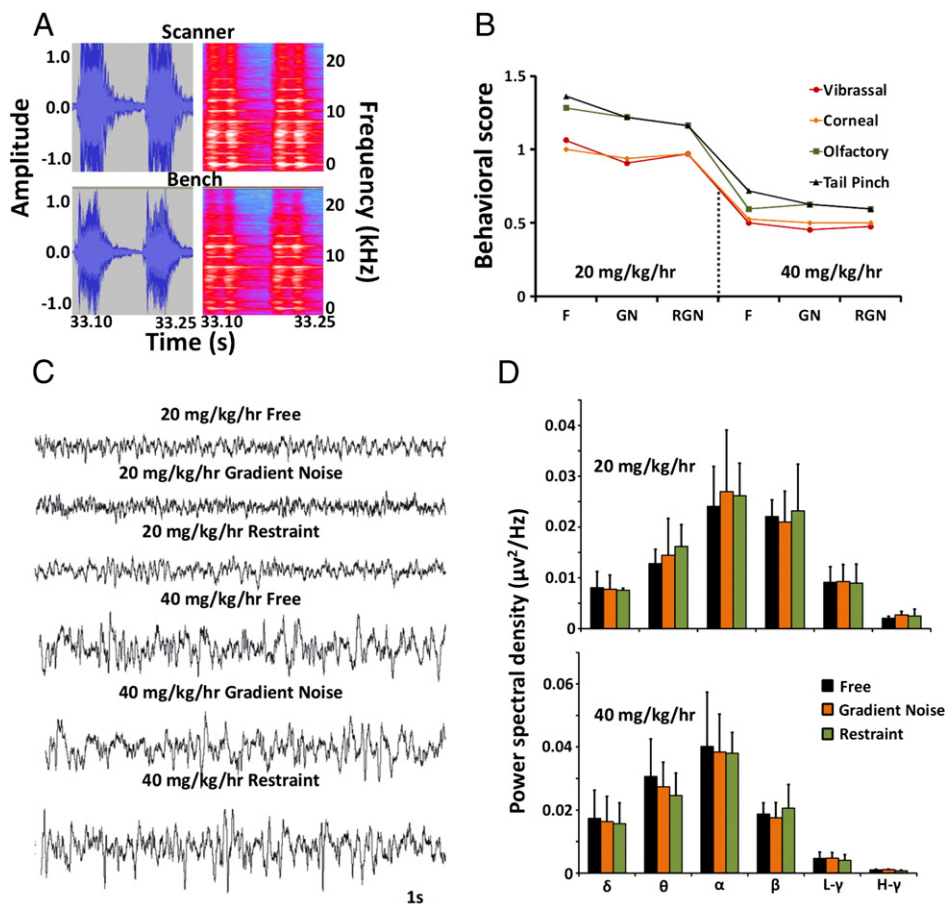 A
Scanner
Amplitude
1.0
0.0
-1.0
20
10
0
Frequency (kHz)
Bench
1.0
0.0
-1.0
20
10
0
33.10 33.25 33.10 33.25
Time (s)
B
Behavioral score
1.5
1
0.5
0
Vibrassal
Corneal
Olfactory
Tail Pinch
20 mg/kg/hr 40 mg/kg/hr
F GN RGN F GN RGN
C
20 mg/kg/hr Free
20 mg/kg/hr Gradient Noise
20 mg/kg/hr Restraint
40 mg/kg/hr Free
40 mg/kg/hr Gradient Noise
40 mg/kg/hr Restraint
1s
D
Power spectral density (µv²/Hz)
0.04
0.03
0.02
0.01
0
20 mg/kg/hr
0.06
0.04
0.02
0
40 mg/kg/hr
Free
Gradient Noise
Restraint
δ θ α β L-γ H-γ